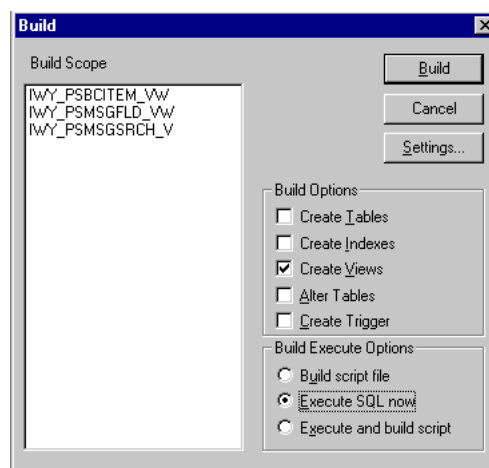 Build
Build Scope
IWY_PSBCITEM_VW
IWY_PSMSGFLD_VW
IWY_PSMSGSRCH_V
Build
Cancel
Settings...
Build Options
Create Tables
Create Indexes
Create Views
Alter Tables
Create Trigger
Build Execute Options
Build script file
Execute SQL now
Execute and build script